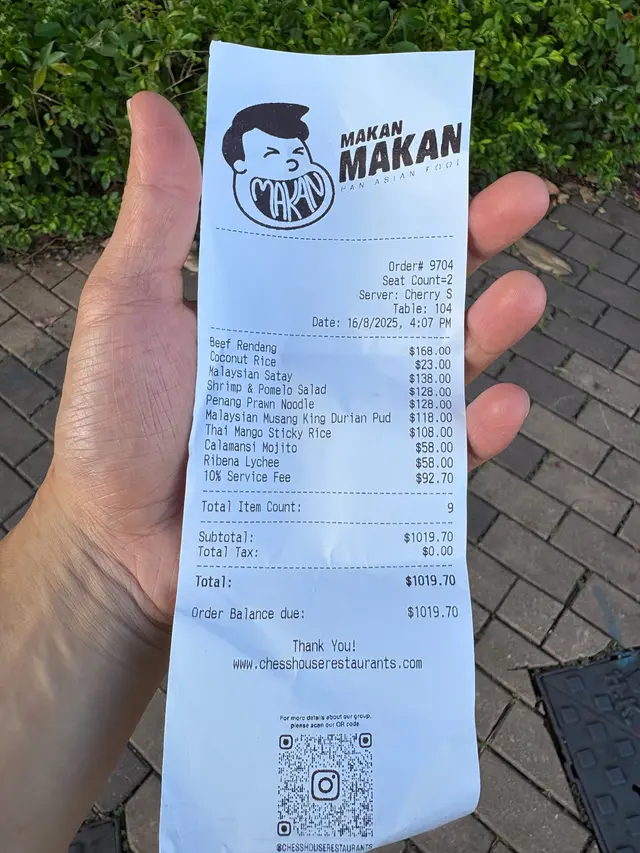 MAKAN
MAKAN
MAKAN
PAN ASIAN FOOD
Order# 9704
Seat Count=2
Server: Cherry S
Table: 104
Date: 16/8/2025, 4:07 PM
Beef Rendang $168.00
Coconut Rice $23.00
Malaysian Satay $138.00
Shrimp & Pomelo Salad $128.00
Penang Prawn Noodle $128.00
Malaysian Musang King Durian Pud $118.00
Thai Mango Sticky Rice $108.00
Calamansi Mojito $58.00
Ribena Lychee $58.00
10% Service Fee $92.70
Total Item Count: 9
Subtotal: $1019.70
Total Tax: $0.00
Total: $1019.70
Order Balance due: $1019.70
Thank You!
www.chesshouserestaurants.com
For more details about our group,
please scan our QR code.
@CHESSHOUSERESTAURANTS